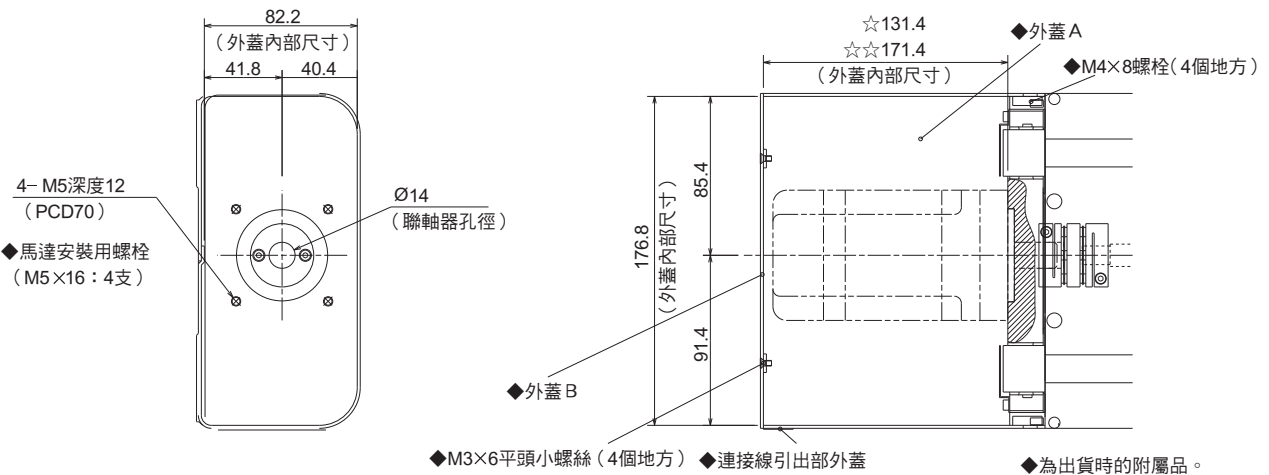 82.2
（外蓋內部尺寸）
41.8
40.4
4－M5深度12
（PCD70）
◆馬達安裝用螺栓
（M5×16：4支）
Ø14
（聯軸器孔徑）
☆131.4
☆☆171.4
（外蓋內部尺寸）
◆外蓋A
◆M4×8螺栓（4個地方）
85.4
176.8
（外蓋內部尺寸）
91.4
◆外蓋B
◆M3×6平頭小螺絲（4個地方）
◆連接線引出部外蓋
◆為出貨時的附屬品。